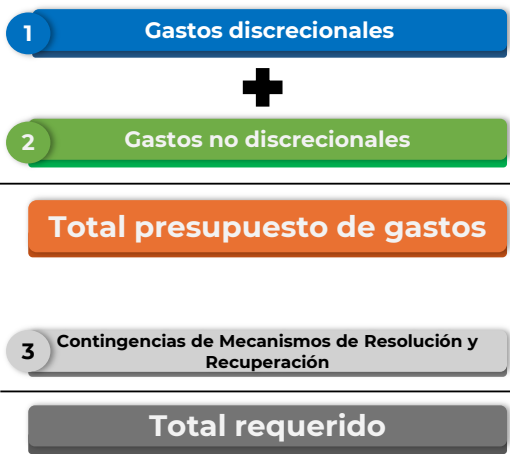 1 Gastos discrecionales
2 Gastos no discrecionales
Total presupuesto de gastos
3 Contingencias de Mecanismos de Resolución y
Recuperación
Total requerido